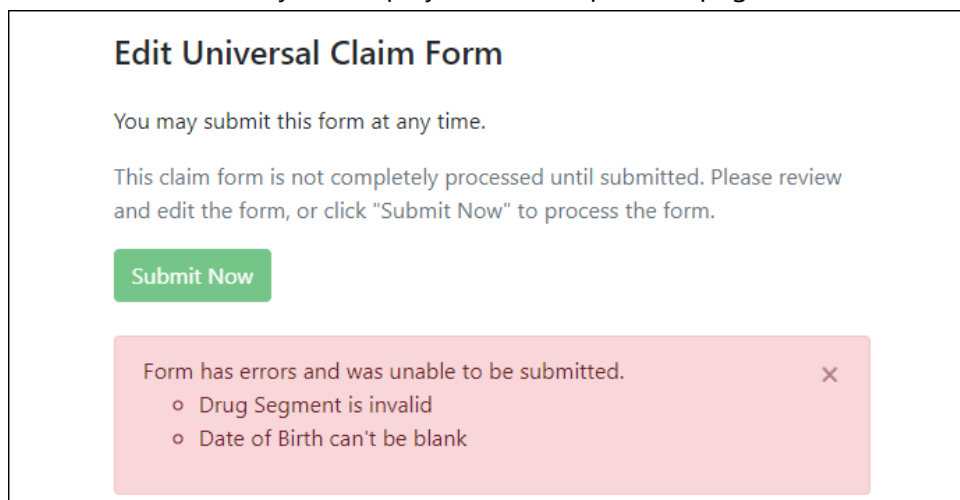 Edit Universal Claim Form
You may submit this form at any time.
This claim form is not completely processed until submitted. Please review
and edit the form, or click "Submit Now" to process the form.
Submit Now
Form has errors and was unable to be submitted.
×
Drug Segment is invalid
Date of Birth can't be blank